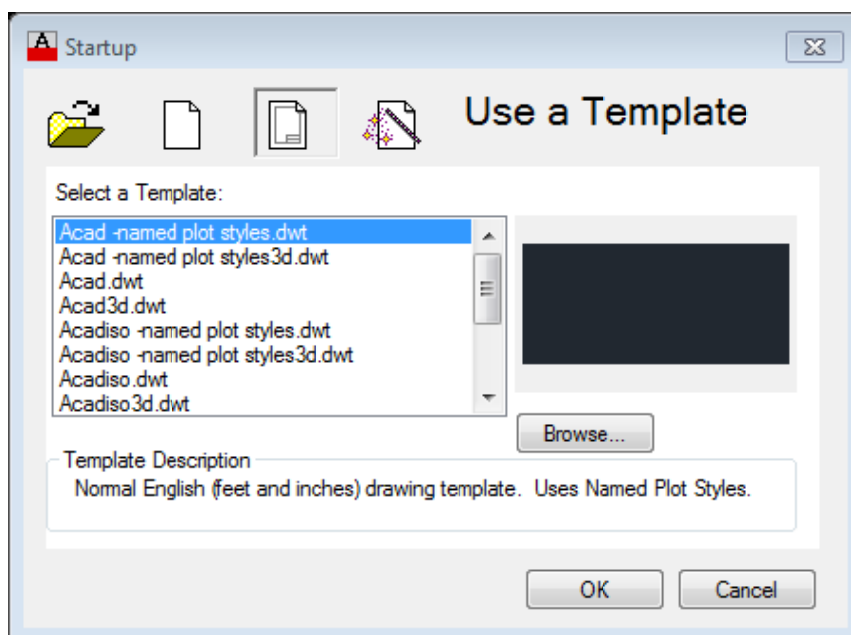 A Startup
Use a Template
Select a Template:
Acad -named plot styles.dwt
Acad -named plot styles3d.dwt
Acad.dwt
Acad3d.dwt
Acadiso -named plot styles.dwt
Acadiso -named plot styles3d.dwt
Acadiso.dwt
Acadiso3d.dwt
Browse...
Template Description
Normal English (feet and inches) drawing template.  Uses Named Plot Styles.
OK Cancel